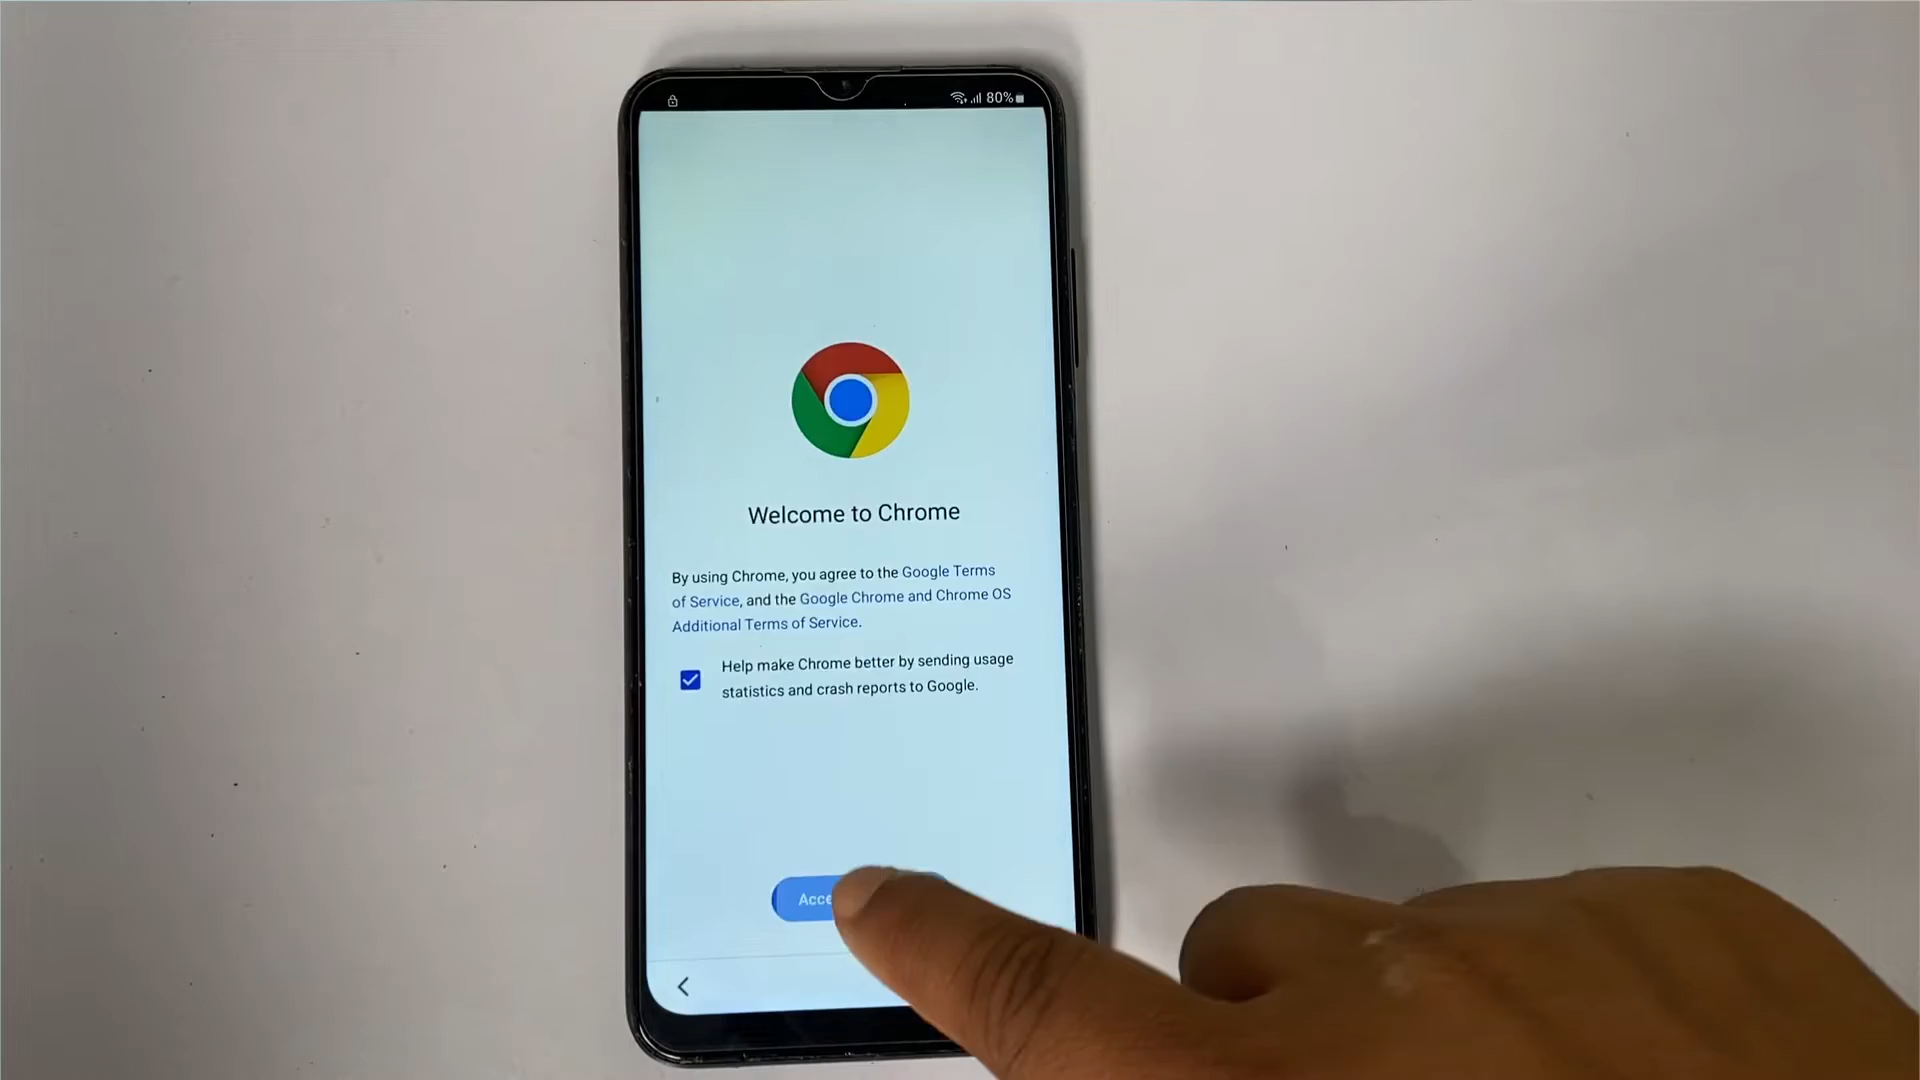 80%
Welcome to Chrome
By using Chrome, you agree to the Google Terms
of Service, and the Google Chrome and Chrome OS
Additional Terms of Service.
Help make Chrome better by sending usage
statistics and crash reports to Google.
Acce